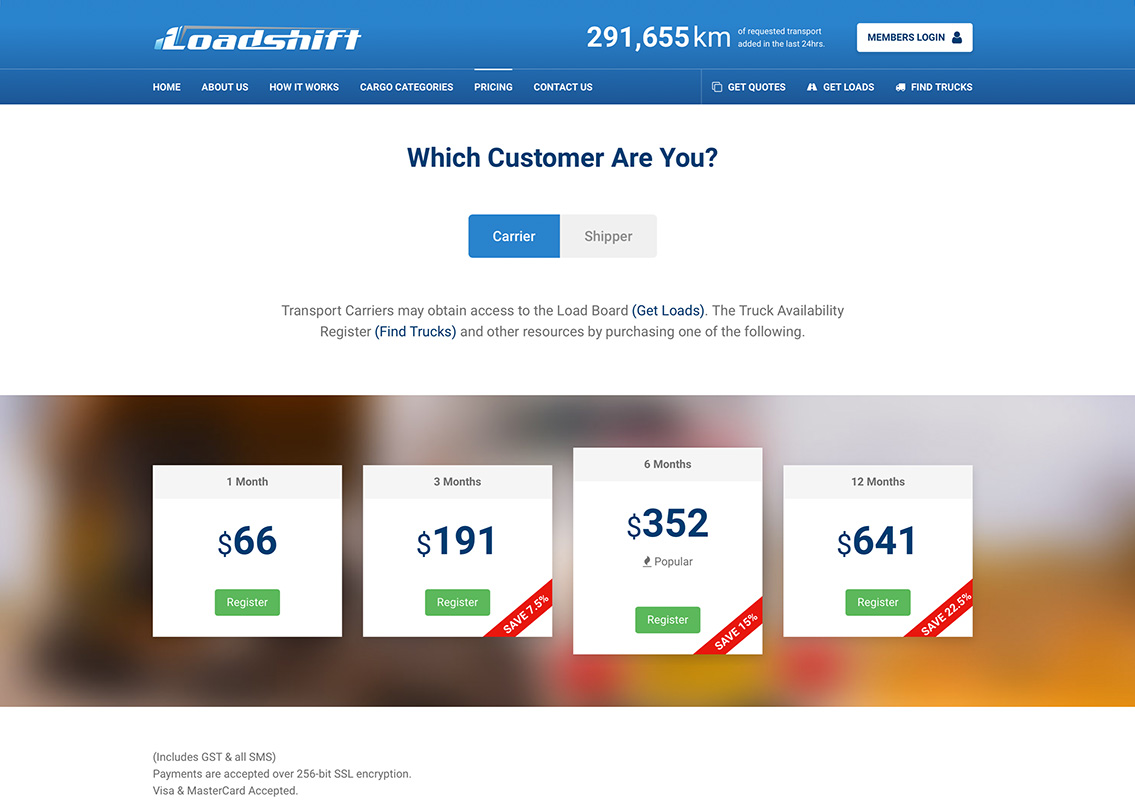 Loadshift
291,655km
of requested transport
added in the last 24hrs.
MEMBERS LOGIN
HOME ABOUT US HOW IT WORKS CARGO CATEGORIES PRICING CONTACT US GET QUOTES GET LOADS FIND TRUCKS
Which Customer Are You?
Carrier Shipper
Transport Carriers may obtain access to the Load Board (Get Loads). The Truck Availability
Register (Find Trucks) and other resources by purchasing one of the following.
1 Month
$66
Register
3 Months
$191
Register
SAVE 7.5%
6 Months
$352
Popular
Register
SAVE 15%
12 Months
$641
Register
SAVE 22.5%
(Includes GST & all SMS)
Payments are accepted over 256-bit SSL encryption.
Visa & MasterCard Accepted.